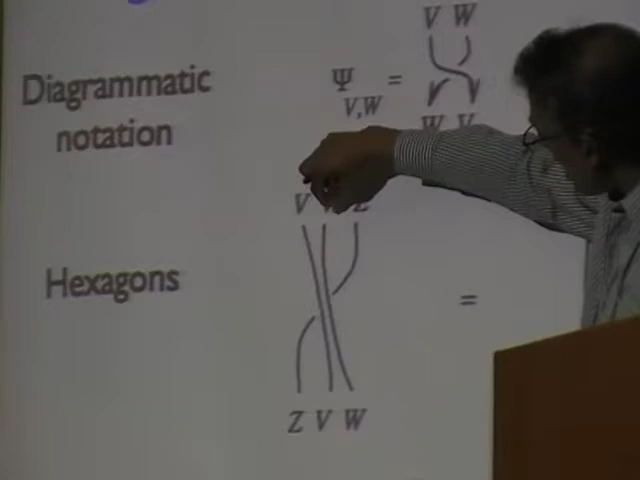 V W
Diagrammatic
notation
Ψ V,W =
W V
V
Hexagons
=
Z V W